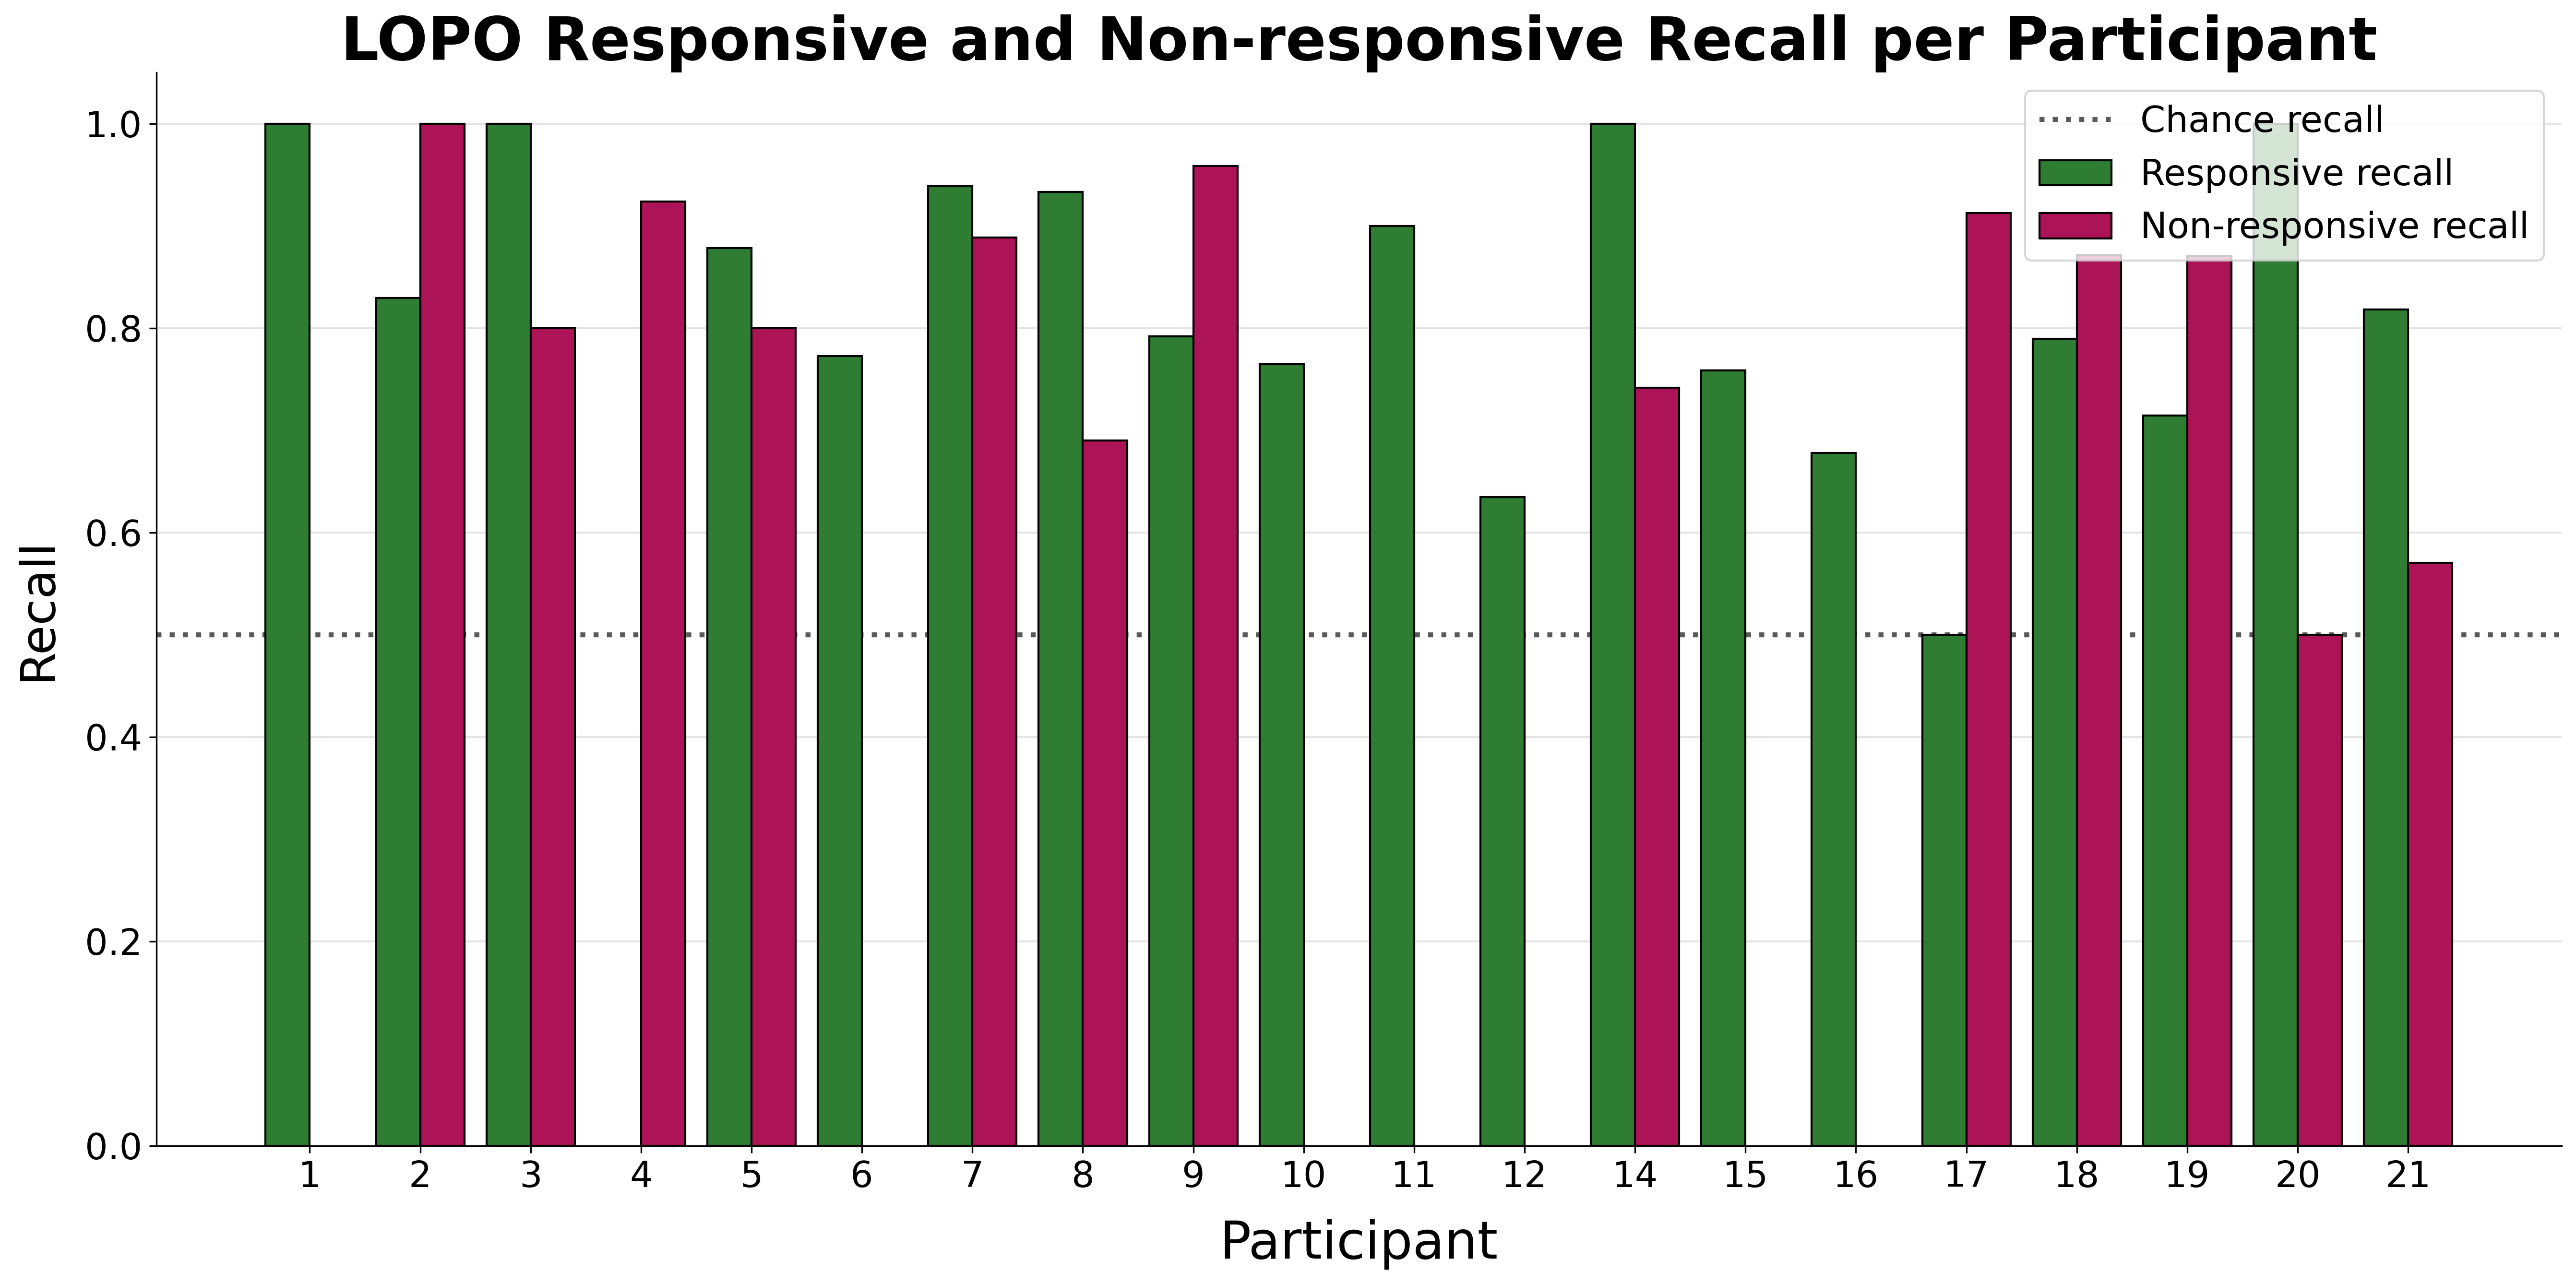 LOPO Responsive and Non-responsive Recall per Participant
Chance recall
Responsive recall
Non-responsive recall
1.0
0.8
0.6
0.4
0.2
0.0
Recall
1 2 3 4 5 6 7 8 9 10 11 12 14 15 16 17 18 19 20 21
Participant